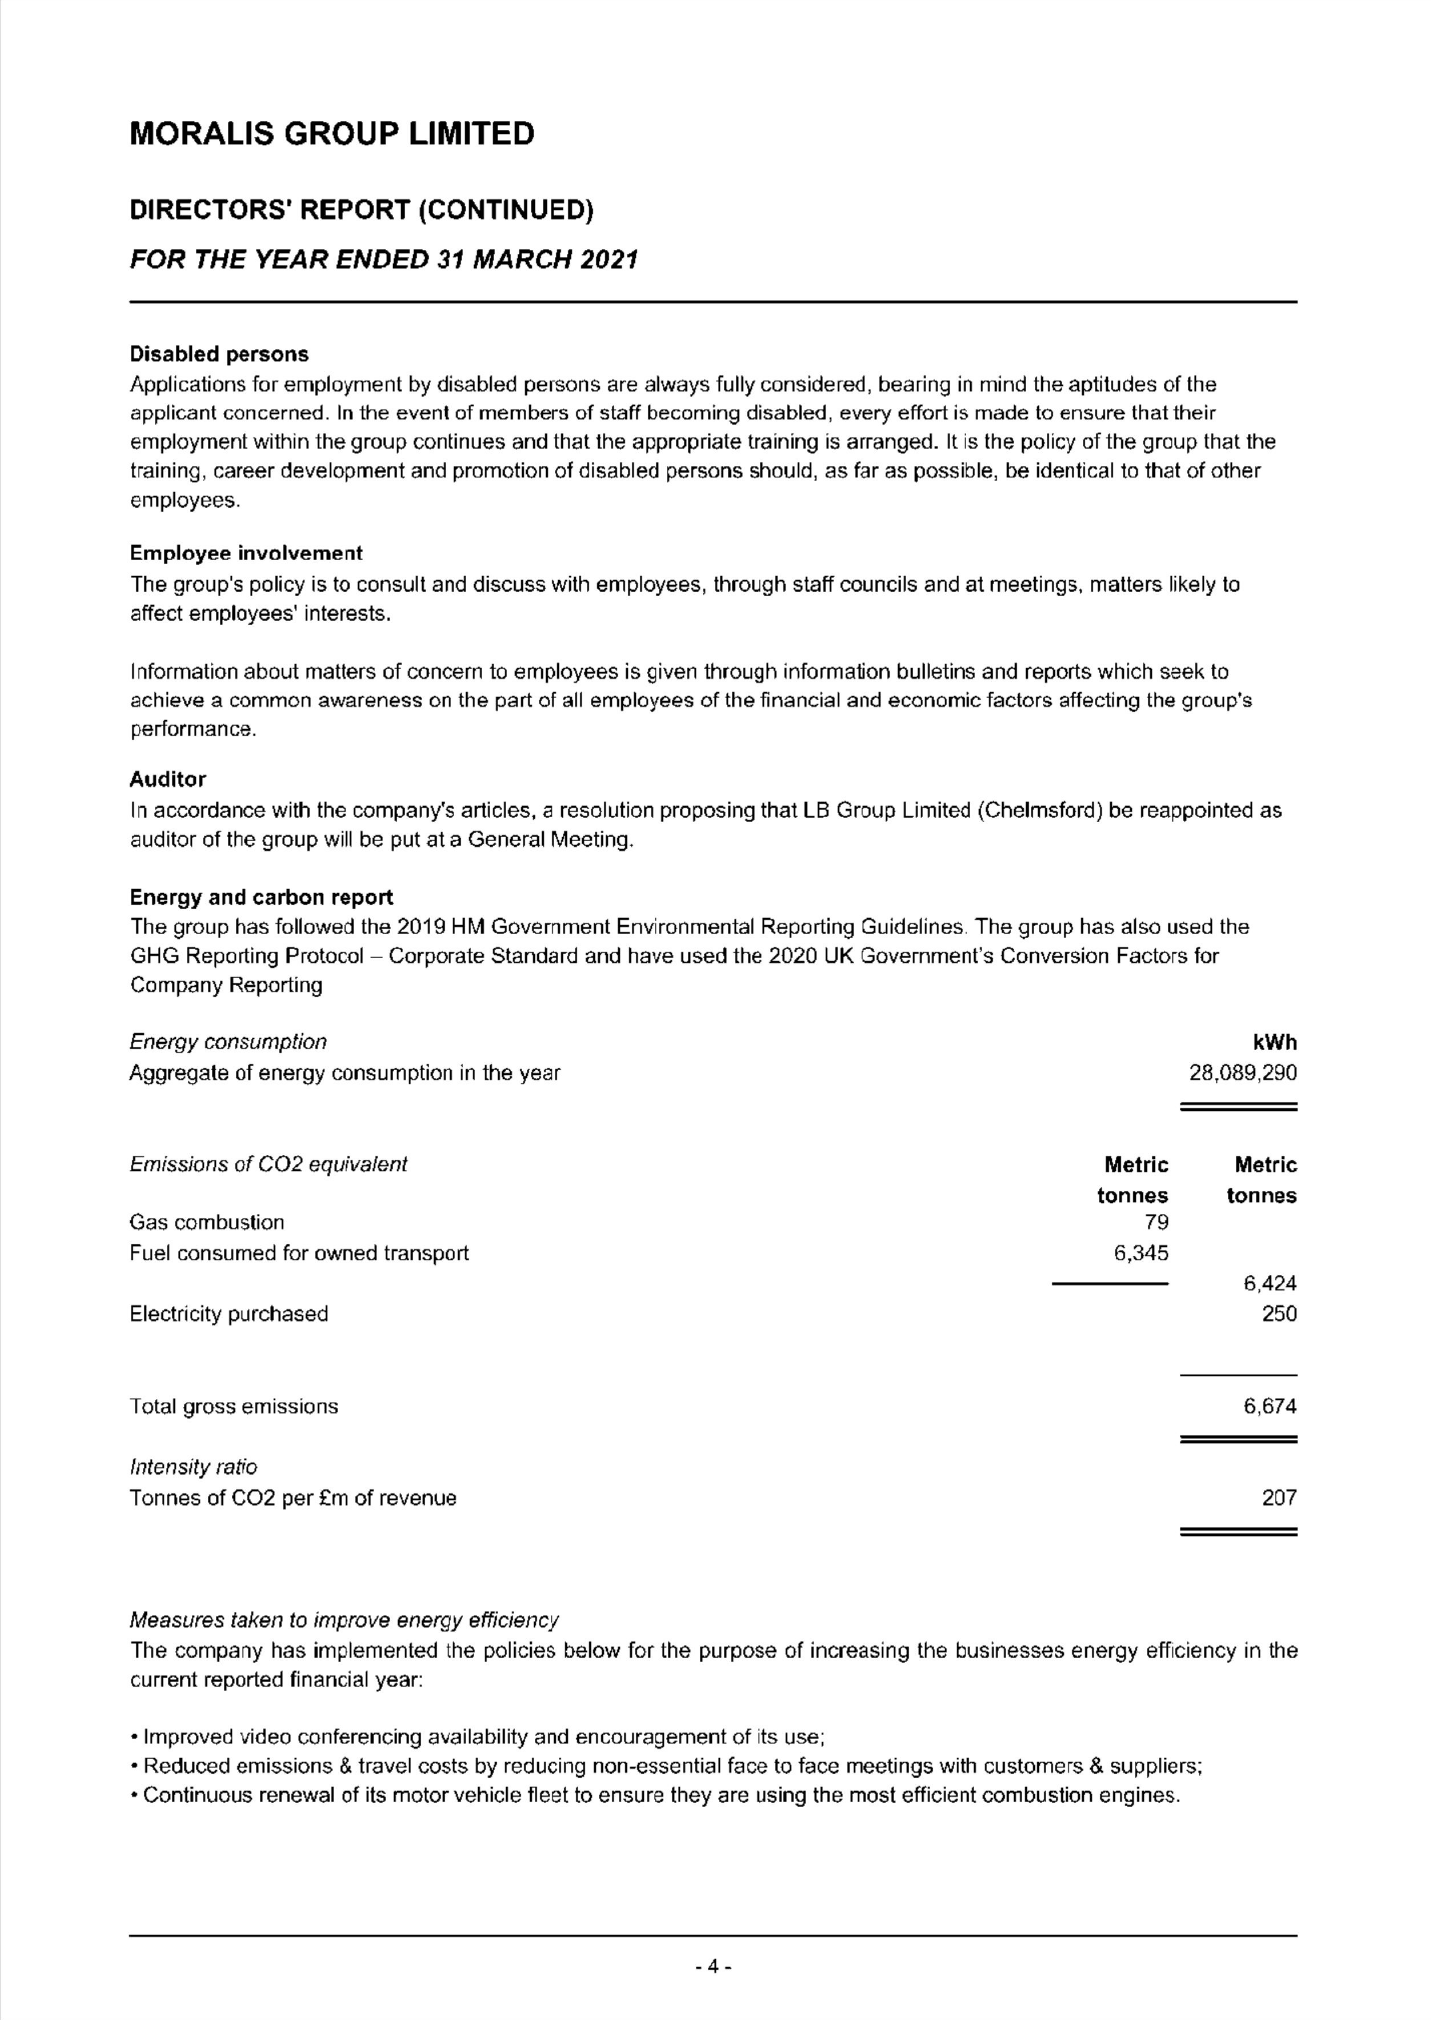 MORALIS GROUP LIMITED
DIRECTORS' REPORT (CONTINUED)
FOR THE YEAR ENDED 31 MARCH 2021
Disabled persons
Applications for employment by disabled persons are always fully considered, bearing in mind the aptitudes of the
applicant concerned. In the event of members of staff becoming disabled, every effort is made to ensure that their
employment within the group continues and that the appropriate training is arranged. It is the policy of the group that the
training, career development and promotion of disabled persons should, as far as possible, be identical to that of other
employees.
Employee involvement
The group's policy is to consult and discuss with employees, through staff councils and at meetings, matters likely to
affect employees' interests.
Information about matters of concern to employees is given through information bulletins and reports which seek to
achieve a common awareness on the part of all employees of the financial and economic factors affecting the group's
performance.
Auditor
In accordance with the company's articles, a resolution proposing that LB Group Limited (Chelmsford) be reappointed as
auditor of the group will be put at a General Meeting.
Energy and carbon report
The group has followed the 2019 HM Government Environmental Reporting Guidelines. The group has also used the
GHG Reporting Protocol – Corporate Standard and have used the 2020 UK Government's Conversion Factors for
Company Reporting
Energy consumption kWh
Aggregate of energy consumption in the year 28,089,290
Emissions of CO2 equivalent Metric Metric
tonnes tonnes
Gas combustion 79
Fuel consumed for owned transport 6,345
6,424
Electricity purchased 250
Total gross emissions 6,674
Intensity ratio
Tonnes of CO2 per £m of revenue 207
Measures taken to improve energy efficiency
The company has implemented the policies below for the purpose of increasing the businesses energy efficiency in the
current reported financial year:
• Improved video conferencing availability and encouragement of its use;
• Reduced emissions & travel costs by reducing non-essential face to face meetings with customers & suppliers;
• Continuous renewal of its motor vehicle fleet to ensure they are using the most efficient combustion engines.
- 4 -